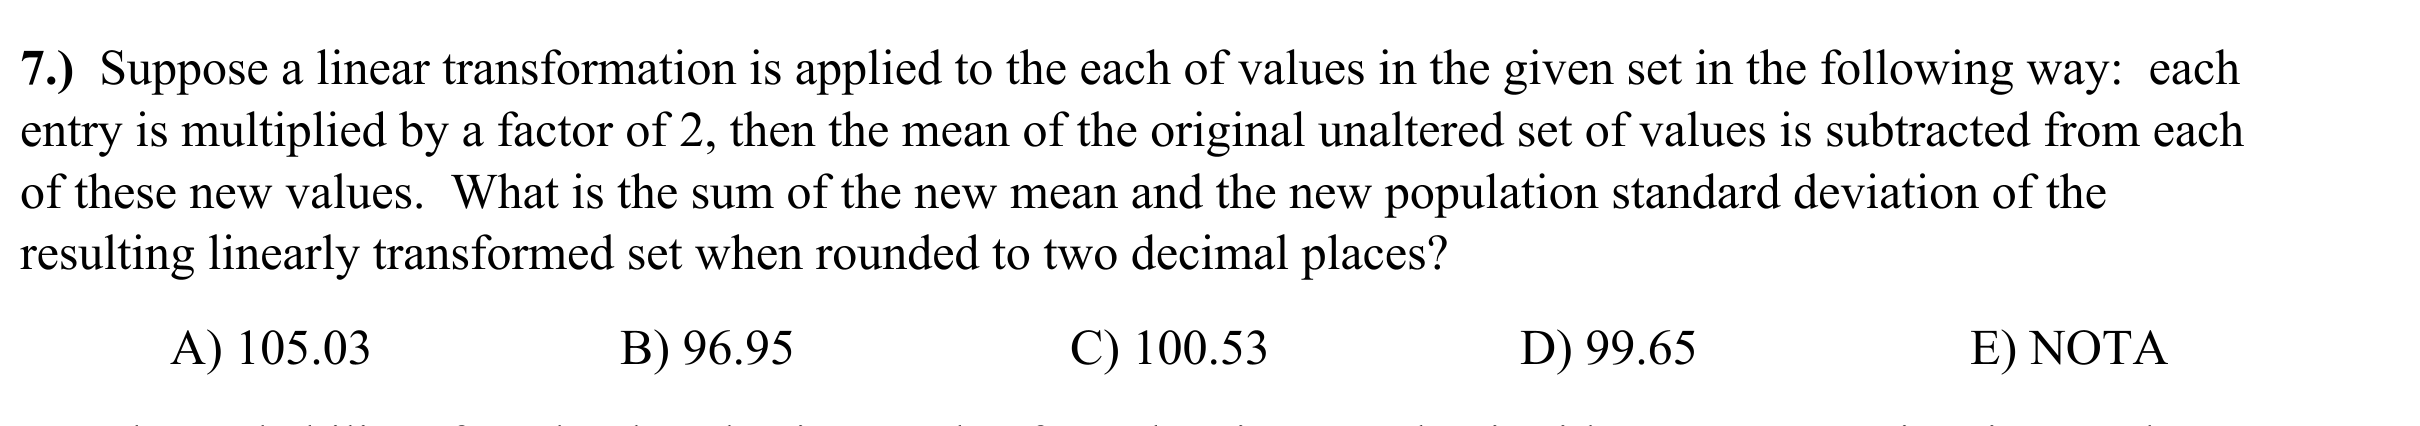 7.) Suppose a linear transformation is applied to the each of values in the given set in the following way: each
entry is multiplied by a factor of 2, then the mean of the original unaltered set of values is subtracted from each
of these new values. What is the sum of the new mean and the new population standard deviation of the
resulting linearly transformed set when rounded to two decimal places?
A) 105.03 B) 96.95 C) 100.53 D) 99.65 E) NOTA